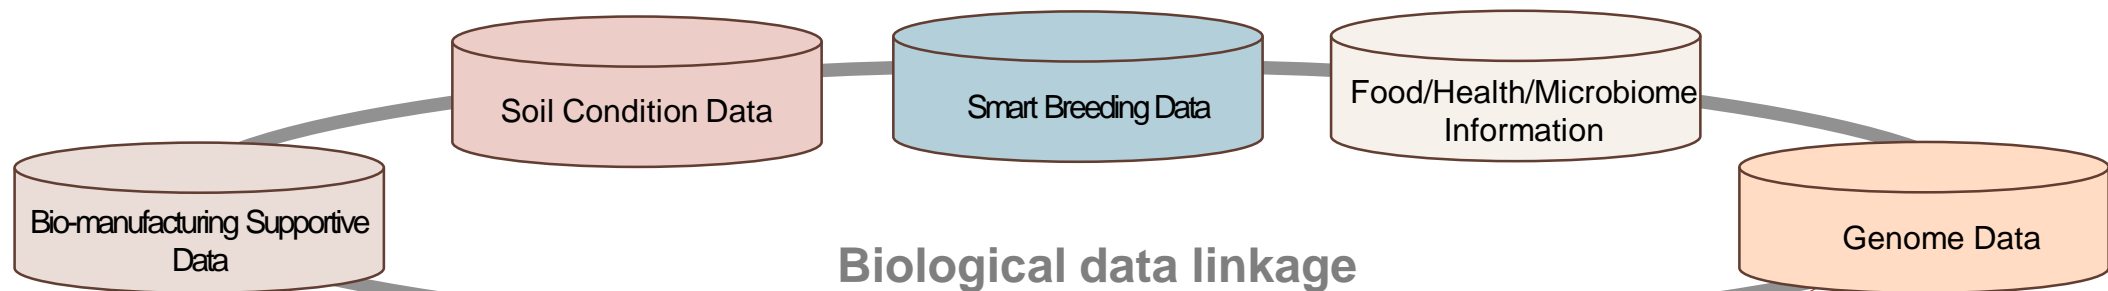 Soil Condition Data
Smart Breeding Data
Food/Health/Microbiome
Information
Bio-manufacturing Supportive
Data
Genome Data
Biological data linkage